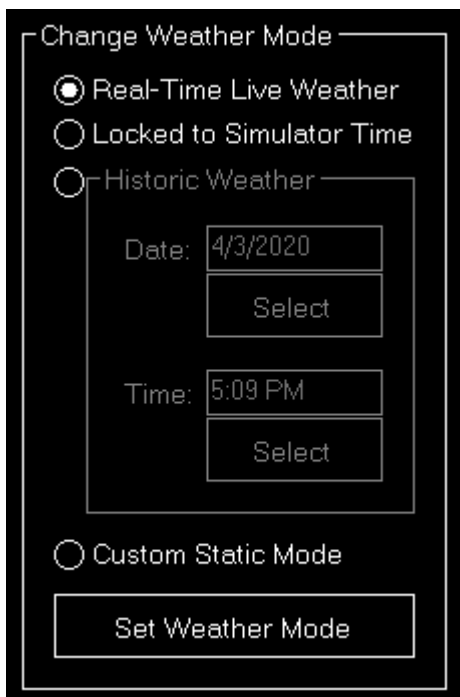 Change Weather Mode
Real-Time Live Weather
Locked to Simulator Time
Historic Weather
Date: 4/3/2020
Select
Time: 5:09 PM
Select
Custom Static Mode
Set Weather Mode